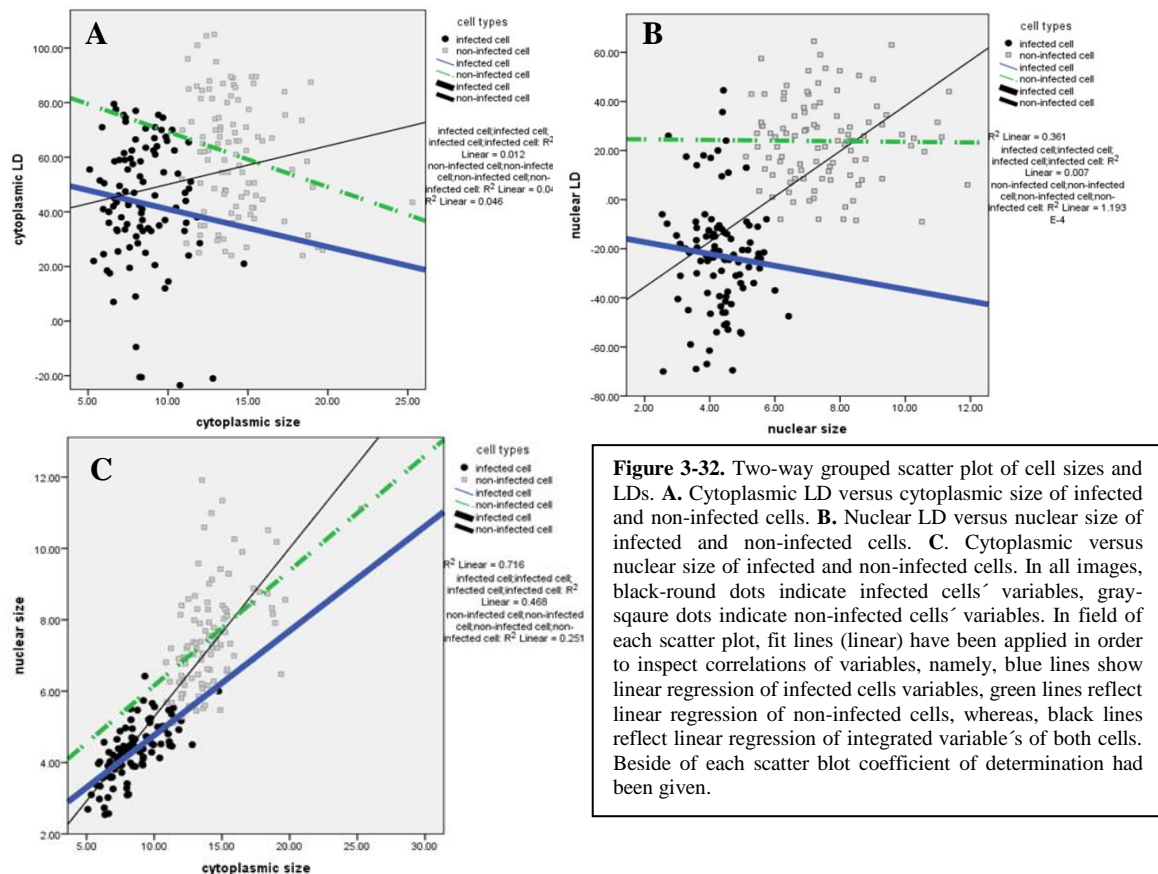 A
cytoplasmic LD
100.00
80.00
60.00
40.00
20.00
.00
-20.00
5.00 10.00 15.00 20.00 25.00
cytoplasmic size
cell types
infected cell
non-infected cell
infected cell
non-infected cell
infected cell
non-infected cell
infected cell;infected cell;
infected cell;infected cell: R²
Linear = 0.012
non-infected cell;non-infecte
cell;non-infected cell;non-
infected cell: R² Linear = 0.04
R² Linear = 0.046
B
nuclear LD
60.00
40.00
20.00
.00
-20.00
-40.00
-60.00
-80.00
2.00 4.00 6.00 8.00 10.00 12.00
nuclear size
cell types
infected cell
non-infected cell
infected cell
non-infected cell
infected cell
non-infected cell
R² Linear = 0.361
infected cell;infected cell;
infected cell;infected cell: R²
Linear = 0.007
non-infected cell;non-infected
cell;non-infected cell;non-
infected cell: R² Linear = 1.193
E-4
C
nuclear size
12.00
10.00
8.00
6.00
4.00
2.00
5.00 10.00 15.00 20.00 25.00 30.00
cytoplasmic size
cell types
infected cell
non-infected cell
infected cell
non-infected cell
infected cell
non-infected cell
R² Linear = 0.716
infected cell;infected cell;
infected cell;infected cell: R²
Linear = 0.468
non-infected cell;non-infected
cell;non-infected cell;non-
infected cell: R² Linear = 0.251
Figure 3-32. Two-way grouped scatter plot of cell sizes and
LDs. A. Cytoplasmic LD versus cytoplasmic size of infected
and non-infected cells. B. Nuclear LD versus nuclear size of
infected and non-infected cells. C. Cytoplasmic versus
nuclear size of infected and non-infected cells. In all images,
black-round dots indicate infected cells´ variables, gray-
sqaure dots indicate non-infected cells´ variables. In field of
each scatter plot, fit lines (linear) have been applied in order
to inspect correlations of variables, namely, blue lines show
linear regression of infected cells variables, green lines reflect
linear regression of non-infected cells, whereas, black lines
reflect linear regression of integrated variable´s of both cells.
Beside of each scatter blot coefficient of determination had
been given.